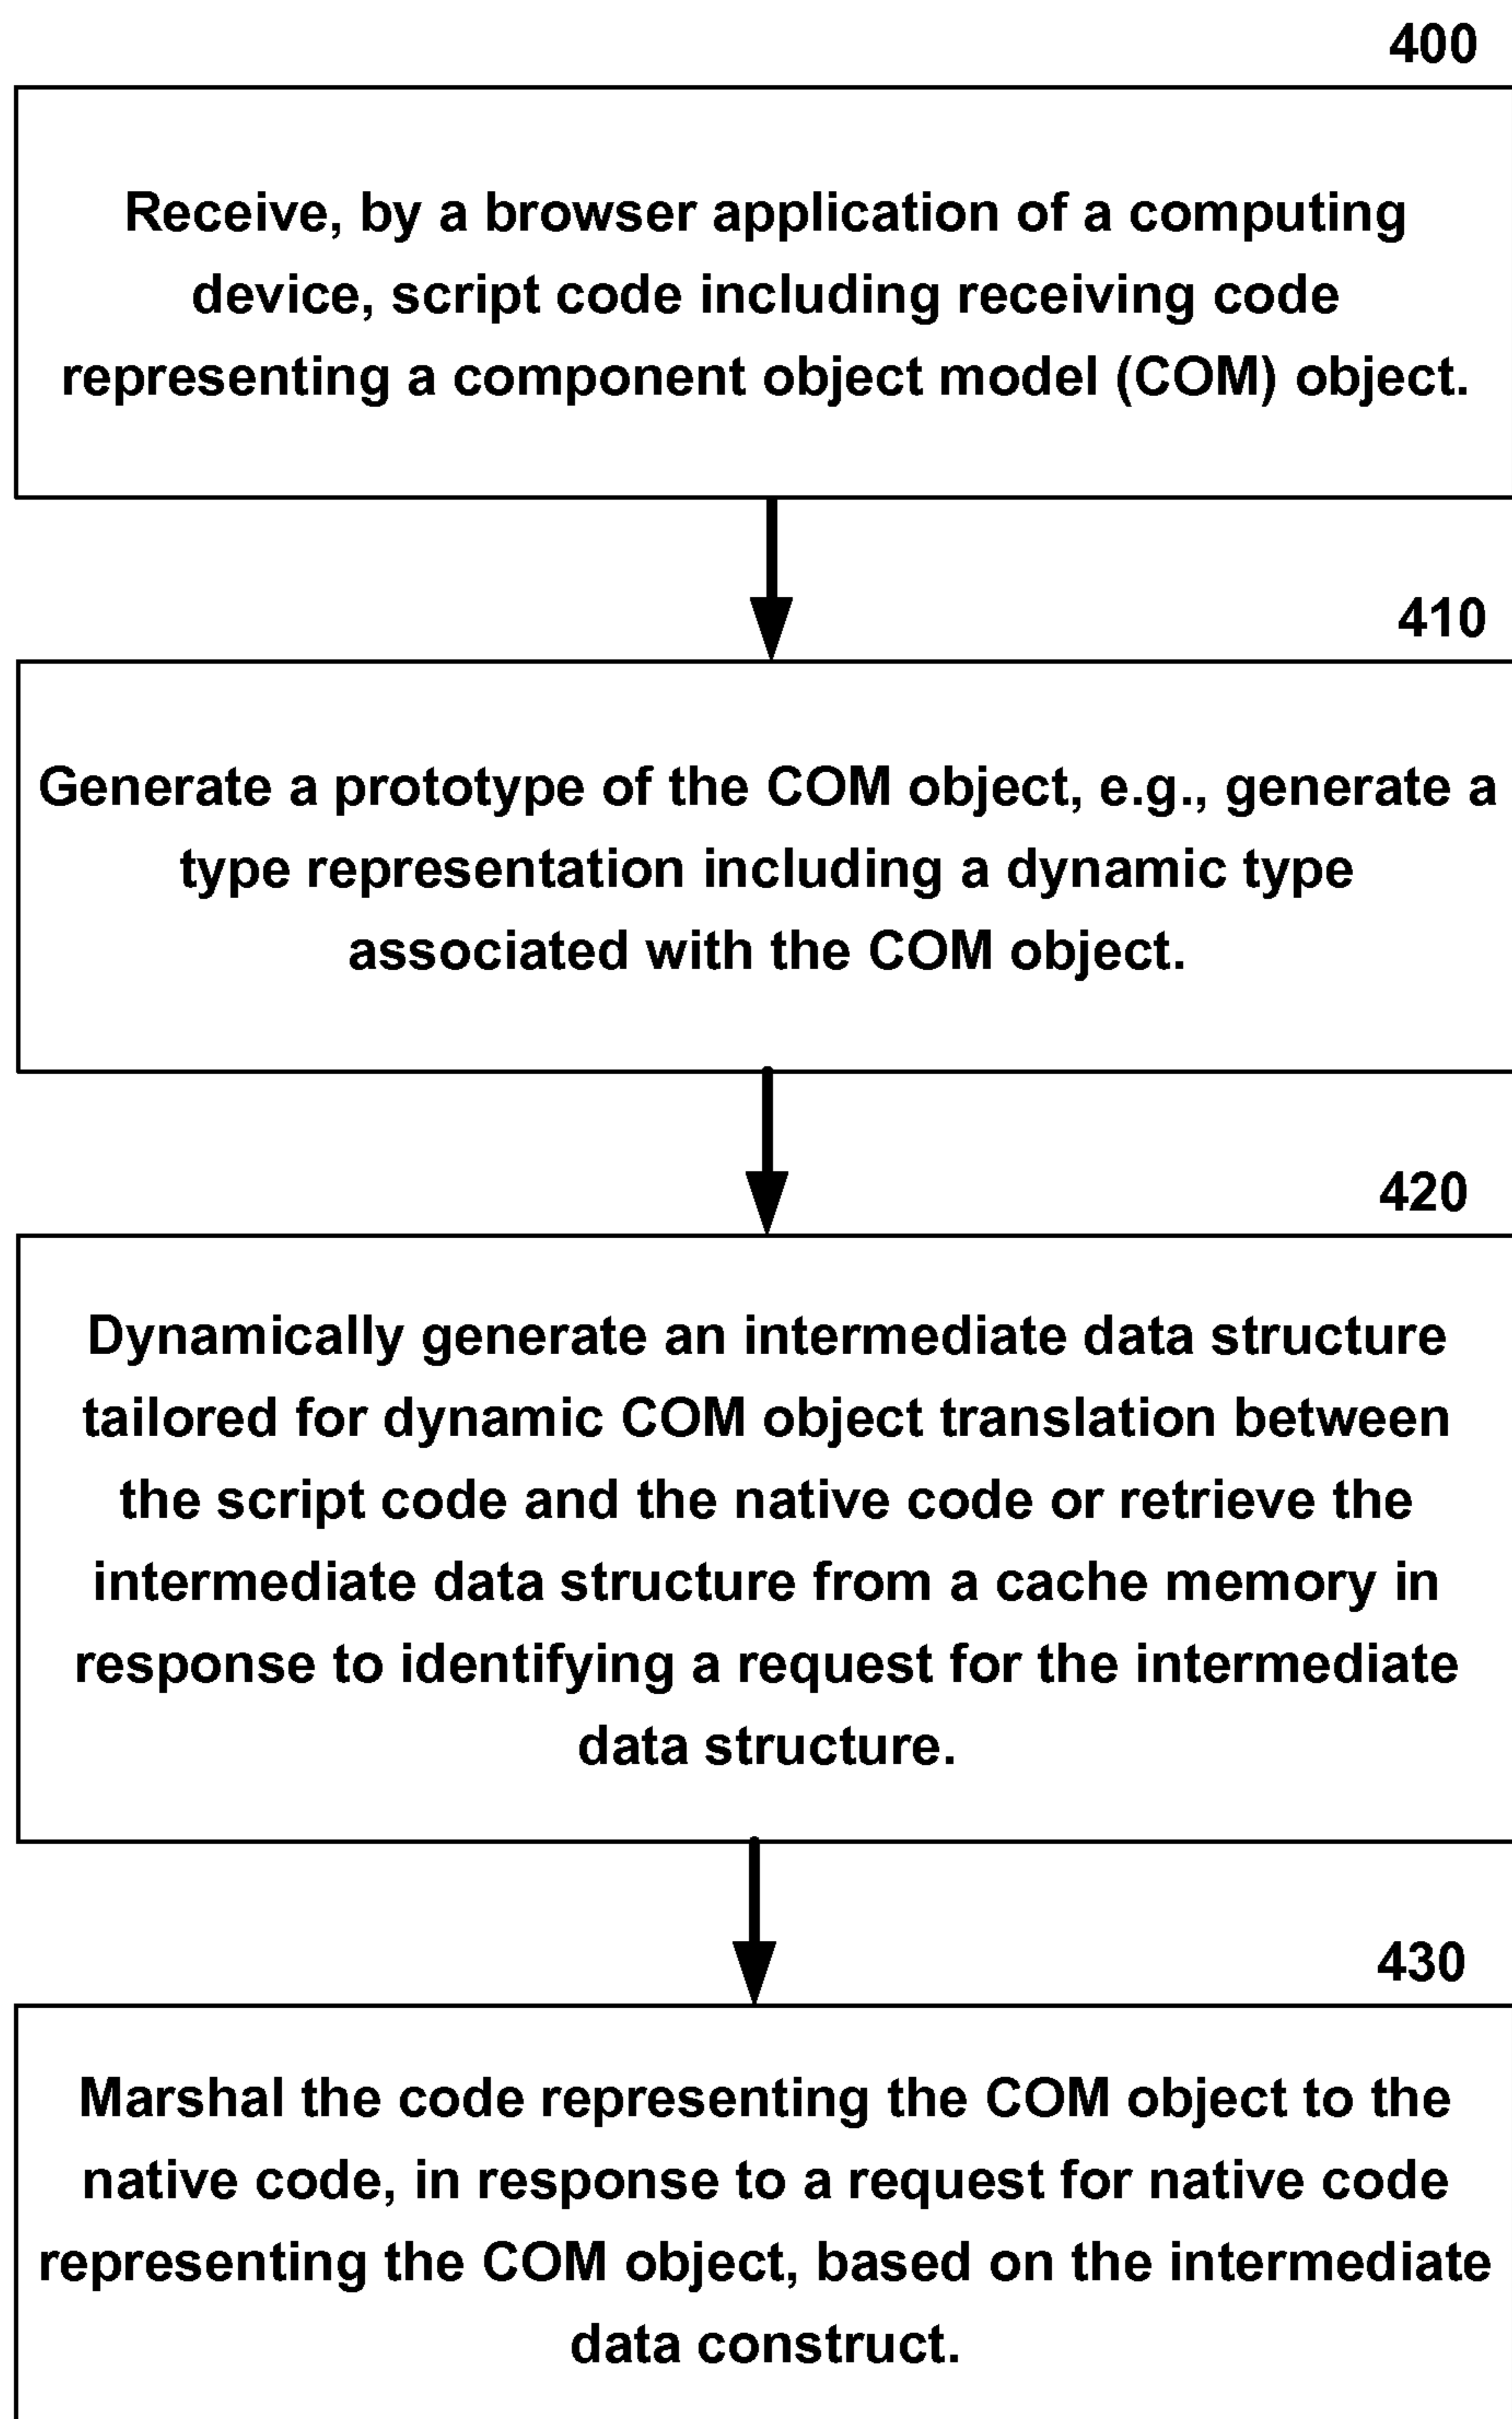 400
Receive, by a browser application of a computing
device, script code including receiving code
representing a component object model (COM) object.
410
Generate a prototype of the COM object, e.g., generate a
type representation including a dynamic type
associated with the COM object.
420
Dynamically generate an intermediate data structure
tailored for dynamic COM object translation between
the script code and the native code or retrieve the
intermediate data structure from a cache memory in
response to identifying a request for the intermediate
data structure.
430
Marshal the code representing the COM object to the
native code, in response to a request for native code
representing the COM object, based on the intermediate
data construct.